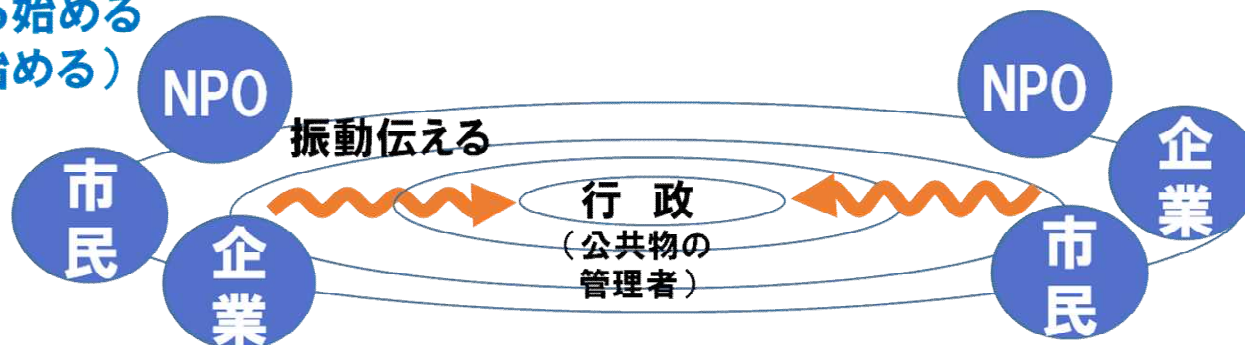 始める
始める）
NPO
市民
企業
振動伝える
行 政
（公共物の
管理者）
NPO
企業
市民